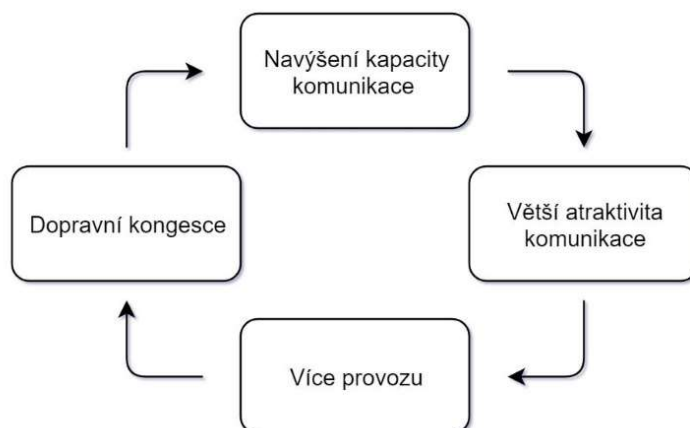 Navýšení kapacity
komunikace
Větší atraktivita
komunikace
Více provozu
Dopravní kongesce